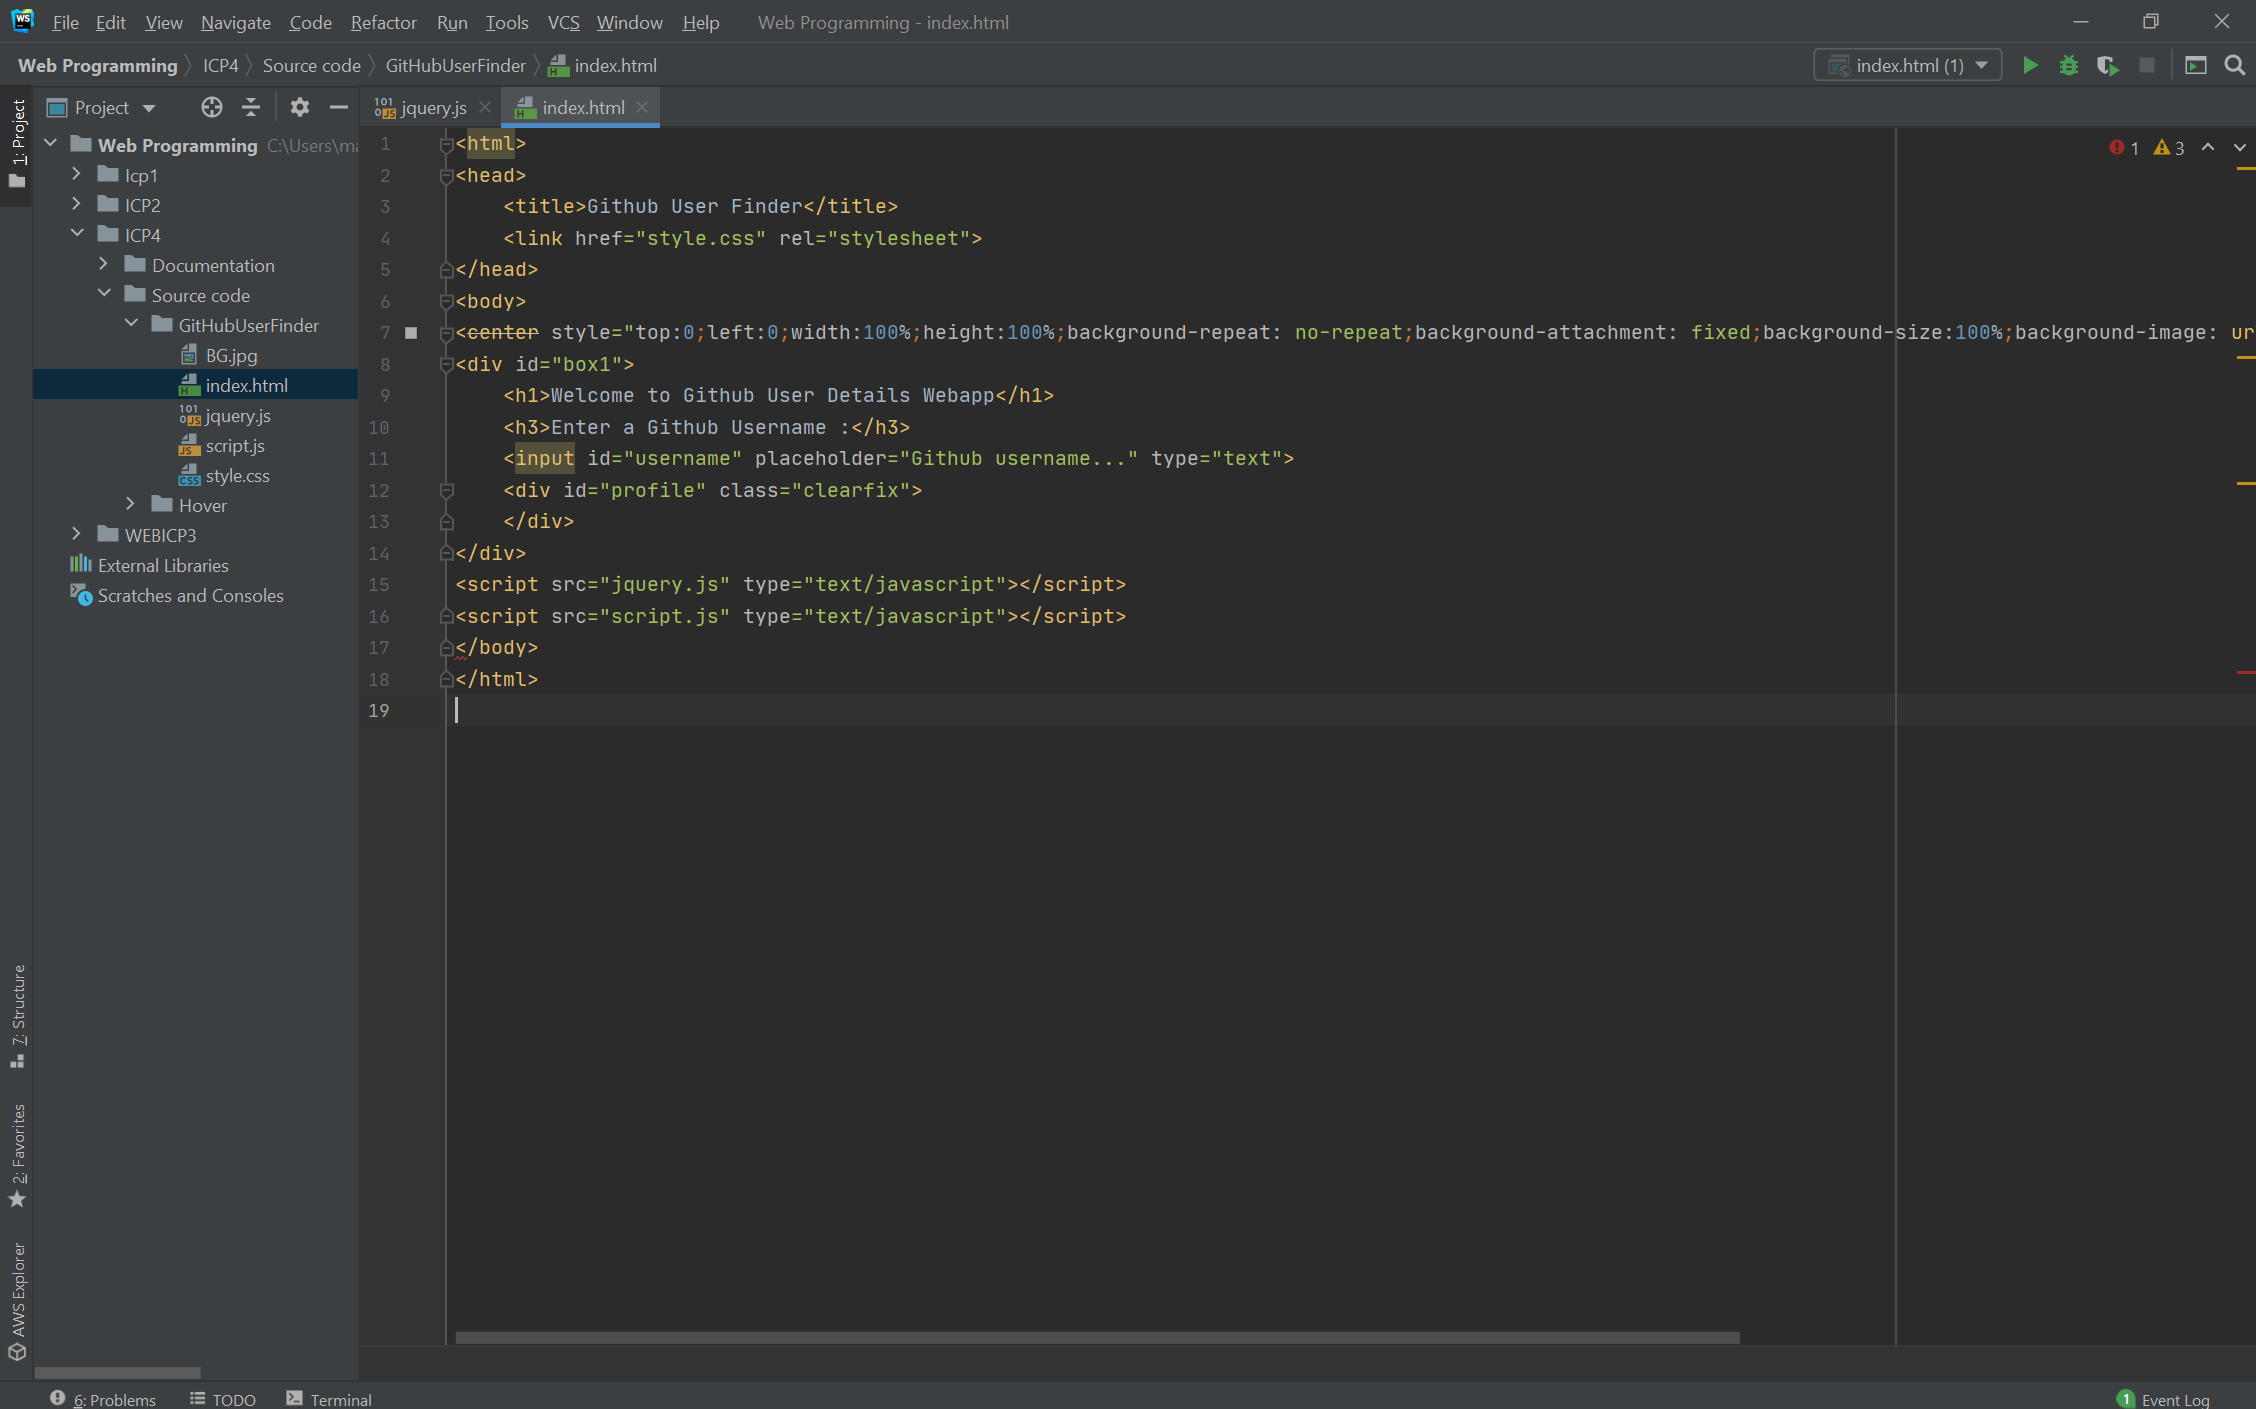 File Edit View Navigate Code Refactor Run Tools VCS Window Help Web Programming - index.html
Web Programming ICP4 Source code GitHubUserFinder index.html index.html (1)
1: Project
Project
Web Programming C:\Users\ma
Icp1
ICP2
ICP4
Documentation
Source code
GitHubUserFinder
BG.jpg
index.html
jquery.js
script.js
style.css
Hover
WEBICP3
External Libraries
Scratches and Consoles
7: Structure
2: Favorites
AWS Explorer
jquery.js index.html
1 3
1 <html>
2 <head>
3 <title>Github User Finder</title>
4 <link href="style.css" rel="stylesheet">
5 </head>
6 <body>
7 <center style="top:0;left:0;width:100%;height:100%;background-repeat: no-repeat;background-attachment: fixed;background-size:100%;background-image: ur
8 <div id="box1">
9 <h1>Welcome to Github User Details Webapp</h1>
10 <h3>Enter a Github Username :</h3>
11 <input id="username" placeholder="Github username..." type="text">
12 <div id="profile" class="clearfix">
13 </div>
14 </div>
15 <script src="jquery.js" type="text/javascript"></script>
16 <script src="script.js" type="text/javascript"></script>
17 </body>
18 </html>
19
6: Problems TODO Terminal 1 Event Log